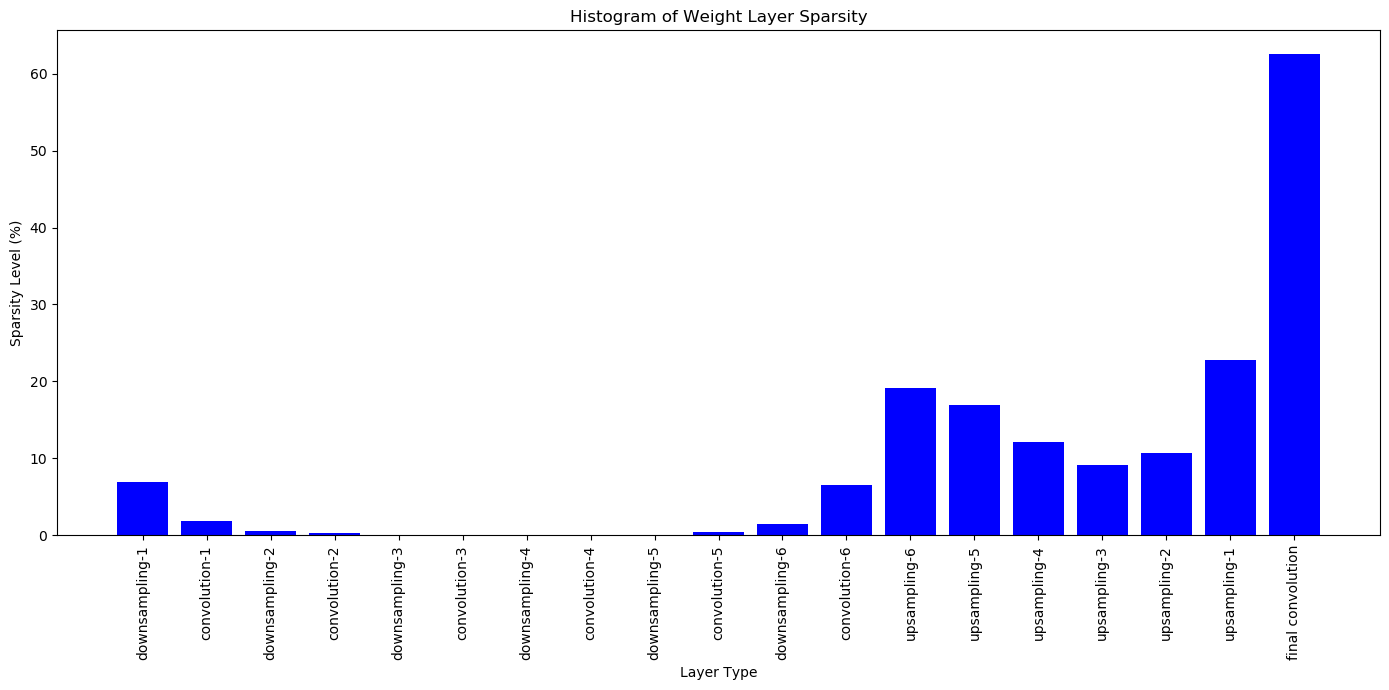 Histogram of Weight Layer Sparsity
Sparsity Level (%)
60
50
40
30
20
10
0
downsampling-1
convolution-1
downsampling-2
convolution-2
downsampling-3
convolution-3
downsampling-4
convolution-4
downsampling-5
convolution-5
downsampling-6
convolution-6
upsampling-6
upsampling-5
upsampling-4
upsampling-3
upsampling-2
upsampling-1
final convolution
Layer Type